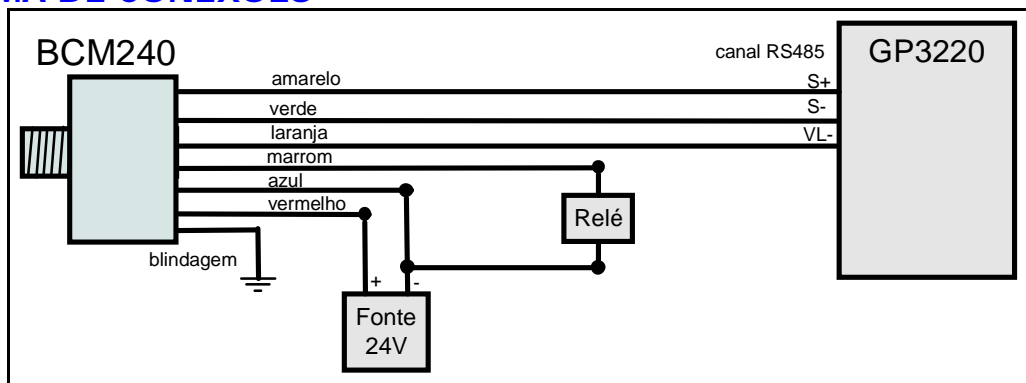 BCM240
canal RS485
GP3220
amarelo
S+
verde
S-
laranja
VL-
marrom
azul
vermelho
Relé
blindagem
+ -
Fonte
24V